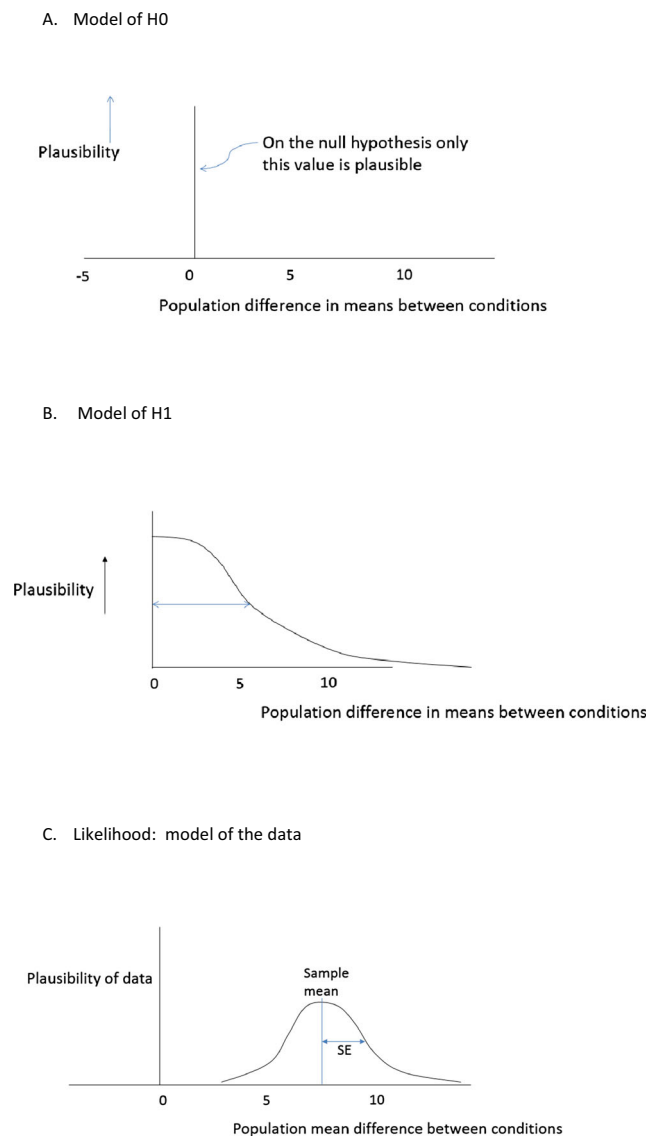 A. Model of H0
Plausibility
On the null hypothesis only
this value is plausible
-5 0 5 10
Population difference in means between conditions
B. Model of H1
Plausibility
0 5 10
Population difference in means between conditions
C. Likelihood: model of the data
Plausibility of data
Sample
mean
SE
0 5 10
Population mean difference between conditions